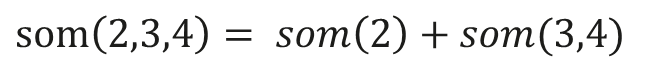 som(2,3,4) = som(2) + som(3,4)